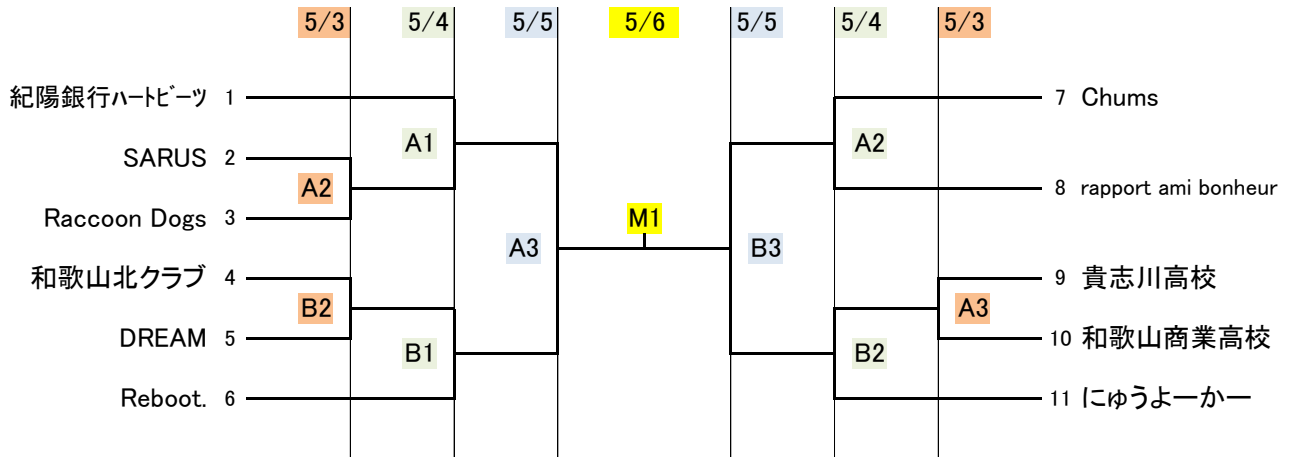 5/3 5/4 5/5 5/6 5/5 5/4 5/3
紀陽銀行ハートビーツ 1
7 Chums
A1
A2
SARUS 2
A2
8 rapport ami bonheur
Raccoon Dogs 3
M1
A3
B3
和歌山北クラブ 4
9 貴志川高校
B2
A3
DREAM 5
10 和歌山商業高校
B1
B2
Reboot. 6
11 にゅうよーかー